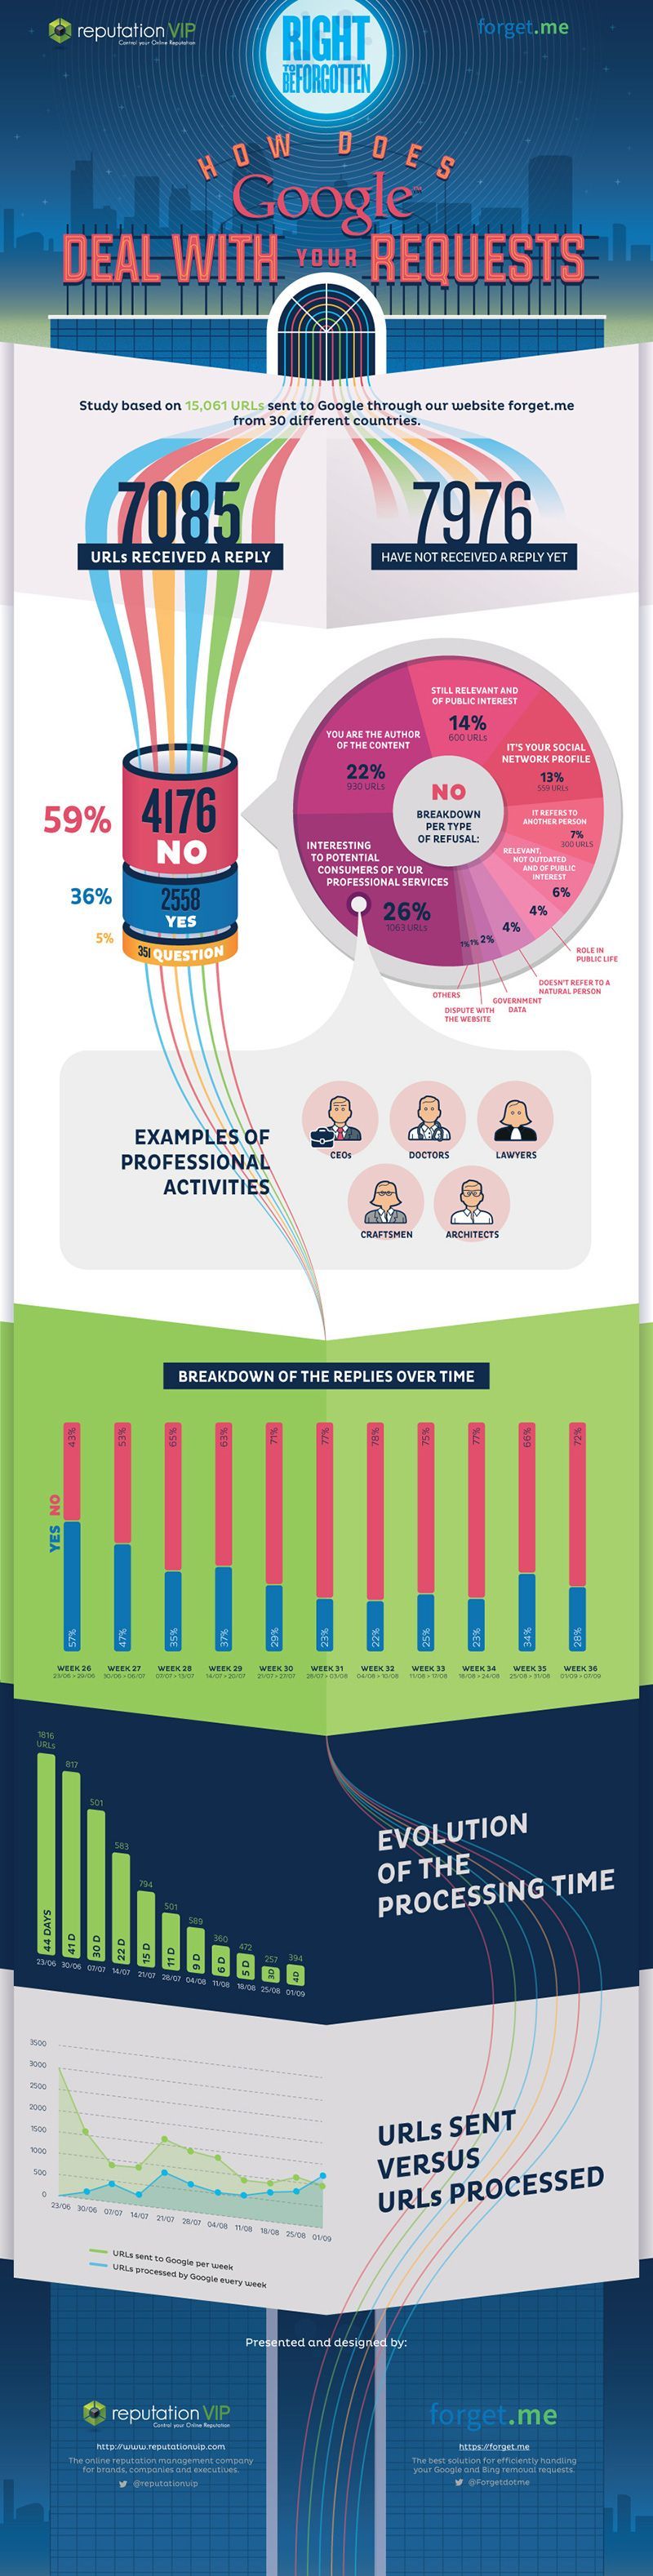 reputation VIP
Control your Online Reputation
forget.me
RIGHT
TO
BE FORGOTTEN
HOW DOES
Google™
DEAL WITH YOUR REQUESTS
Study based on 15,061 URLs sent to Google through our website forget.me
from 30 different countries.
7085
URLs RECEIVED A REPLY
7976
HAVE NOT RECEIVED A REPLY YET
59%
4176
NO
36%
2558
YES
5%
351 QUESTION
NO
BREAKDOWN
PER TYPE
OF REFUSAL:
STILL RELEVANT AND
OF PUBLIC INTEREST
14%
600 URLs
IT'S YOUR SOCIAL
NETWORK PROFILE
13%
559 URLs
IT REFERS TO
ANOTHER PERSON
7%
300 URLs
RELEVANT,
NOT OUTDATED
AND OF PUBLIC
INTEREST
6%
4%
ROLE IN
PUBLIC LIFE
4%
DOESN'T REFER TO A
NATURAL PERSON
2%
GOVERNMENT
DATA
1%
DISPUTE WITH
THE WEBSITE
1%
OTHERS
INTERESTING
TO POTENTIAL
CONSUMERS OF YOUR
PROFESSIONAL SERVICES
26%
1063 URLs
YOU ARE THE AUTHOR
OF THE CONTENT
22%
930 URLs
EXAMPLES OF
PROFESSIONAL
ACTIVITIES
CEOs
DOCTORS
LAWYERS
CRAFTSMEN
ARCHITECTS
BREAKDOWN OF THE REPLIES OVER TIME
43% 53% 65% 63% 71% 77% 78% 75% 77% 66% 72%
NO
YES
57% 47% 35% 37% 29% 23% 22% 25% 23% 34% 28%
WEEK 26 WEEK 27 WEEK 28 WEEK 29 WEEK 30 WEEK 31 WEEK 32 WEEK 33 WEEK 34 WEEK 35 WEEK 36
23/06 > 29/06 30/06 > 06/07 07/07 > 13/07 14/07 > 20/07 21/07 > 27/07 28/07 > 03/08 04/08 > 10/08 11/08 > 17/08 18/08 > 24/08 25/08 > 31/08 01/09 > 07/09
1816
URLs
817
501
583
794
501
589
360
472
257
394
44 DAYS
41 D
30 D
22 D
15 D
11 D
9 D
6 D
5 D
3D
4D
23/06 30/06 07/07 14/07 21/07 28/07 04/08 11/08 18/08 25/08 01/09
EVOLUTION
OF THE
PROCESSING TIME
3500
3000
2500
2000
1500
1000
500
0
23/06 30/06 07/07 14/07 21/07 28/07 04/08 11/08 18/08 25/08 01/09
URLs sent to Google per week
URLs processed by Google every week
URLs SENT
VERSUS
URLs PROCESSED
Presented and designed by:
reputation VIP
Control your Online Reputation
http://www.reputationvip.com
The online reputation management company
for brands, companies and executives.
@reputationvip
forget.me
https://forget.me
The best solution for efficiently handling
your Google and Bing removal requests.
@Forgetdotme